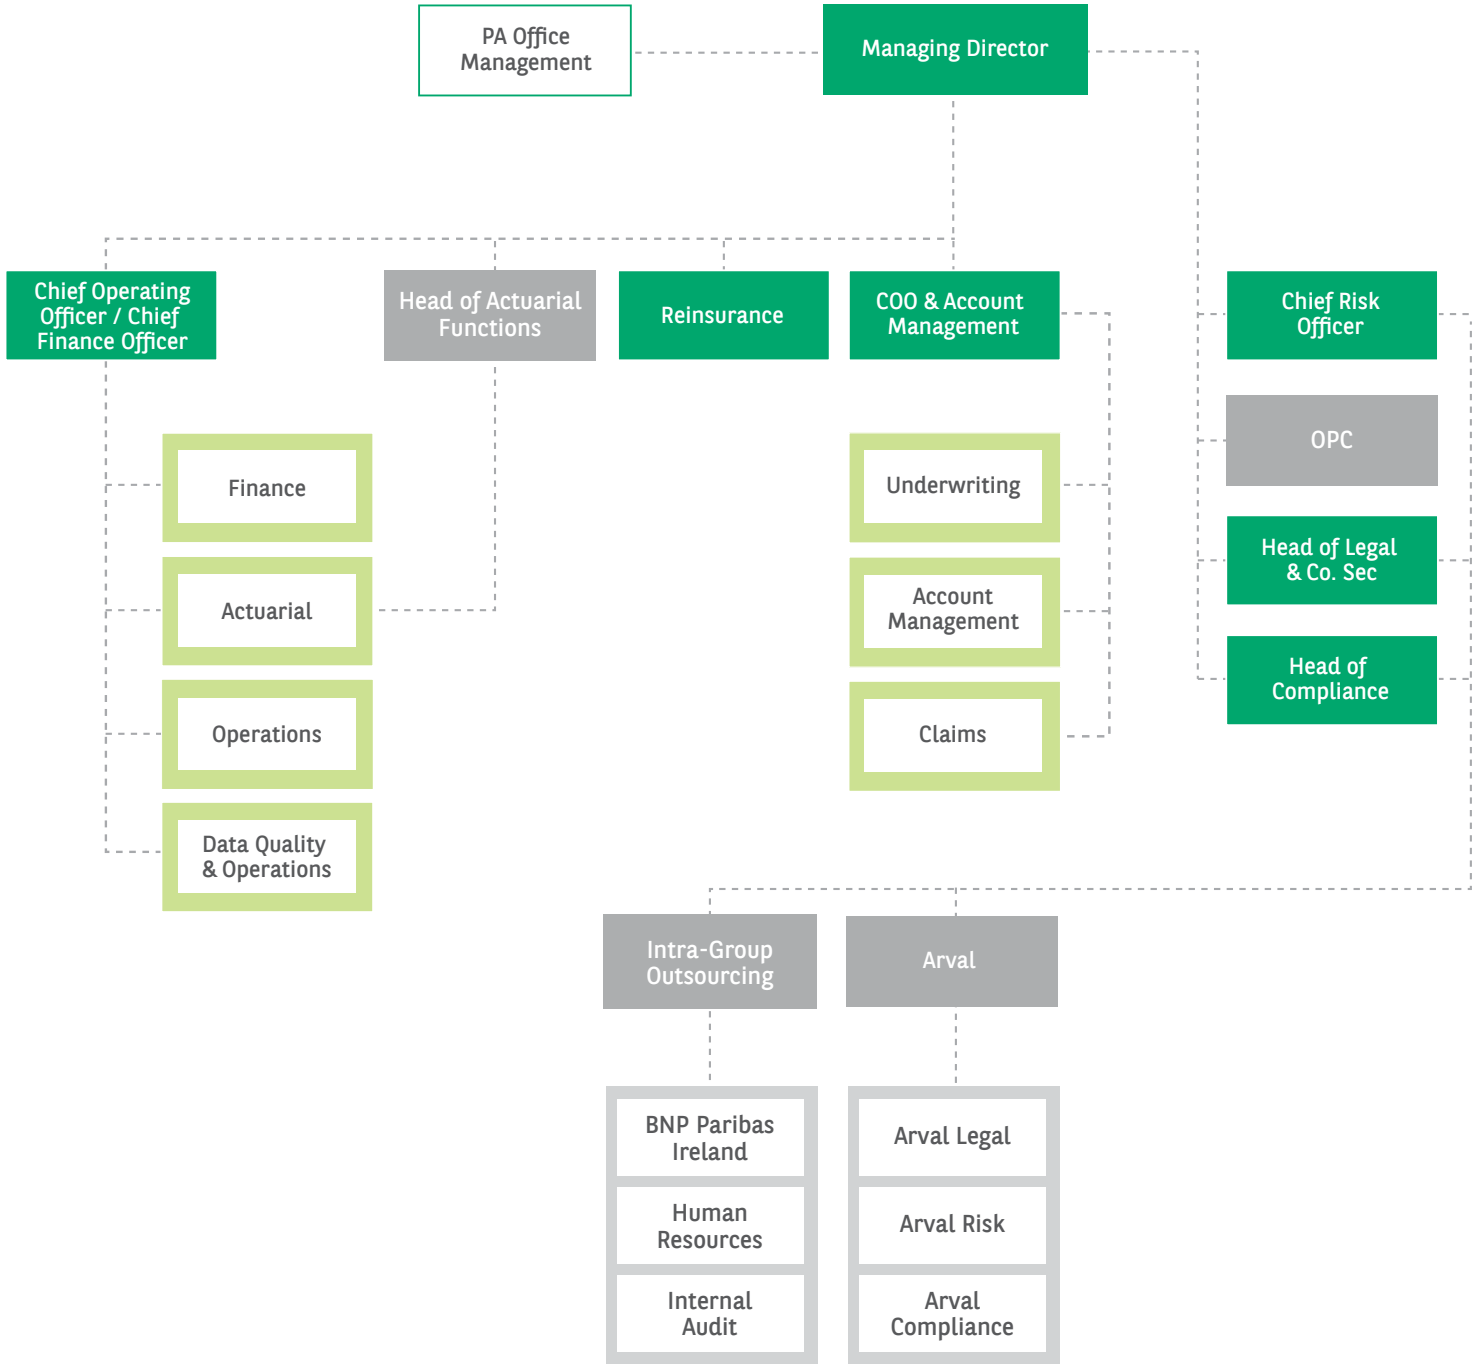 PA Office
Management
Managing Director
Chief Operating
Officer / Chief
Finance Officer
Head of Actuarial
Functions
Reinsurance
COO & Account
Management
Chief Risk
Officer
OPC
Head of Legal
& Co. Sec
Head of
Compliance
Finance
Actuarial
Operations
Data Quality
& Operations
Underwriting
Account
Management
Claims
Intra-Group
Outsourcing
Arval
BNP Paribas
Ireland
Human
Resources
Internal
Audit
Arval Legal
Arval Risk
Arval
Compliance